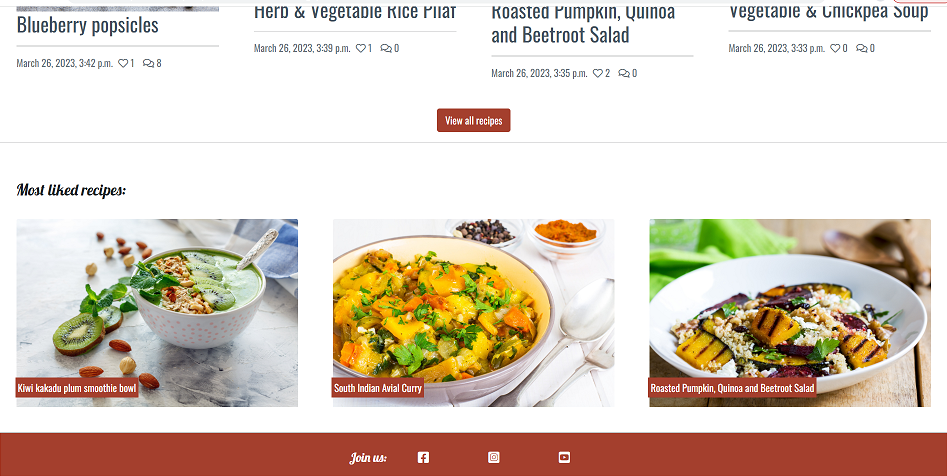 Blueberry popsicles
March 26, 2023, 3:42 p.m. 1 8
Herb & Vegetable Rice Pilaf
March 26, 2023, 3:39 p.m. 1 0
Roasted Pumpkin, Quinoa
and Beetroot Salad
March 26, 2023, 3:35 p.m. 2 0
Vegetable & Chickpea Soup
March 26, 2023, 3:33 p.m. 0 0
View all recipes
Most liked recipes:
Kiwi kakadu plum smoothie bowl
South Indian Avial Curry
Roasted Pumpkin, Quinoa and Beetroot Salad
Join us: